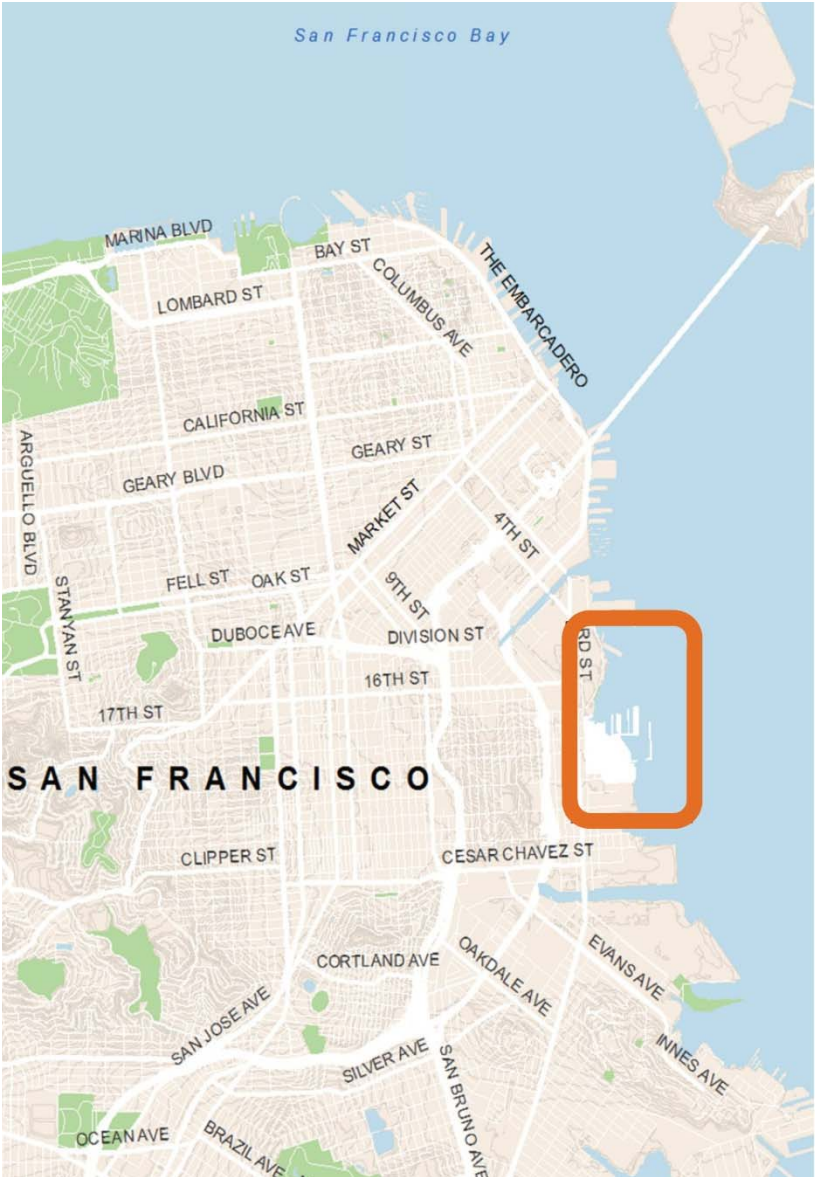 San Francisco Bay
MARINA BLVD
BAY ST
THE EMBARCADERO
COLUMBUS AVE
LOMBARD ST
CALIFORNIA ST
GEARY ST
ARGUELLO BLVD
GEARY BLVD
MARKET ST
4TH ST
FELL ST
OAK ST
9TH ST
STANYAN ST
DUBOCE AVE
DIVISION ST
RD ST
16TH ST
17TH ST
SAN FRANCISCO
CLIPPER ST
CESAR CHAVEZ ST
CORTLAND AVE
OAKDALE AVE
EVANS AVE
SAN JOSE AVE
SILVER AVE
SAN BRUNO AVE
INNES AVE
OCEAN AVE
BRAZIL AVE